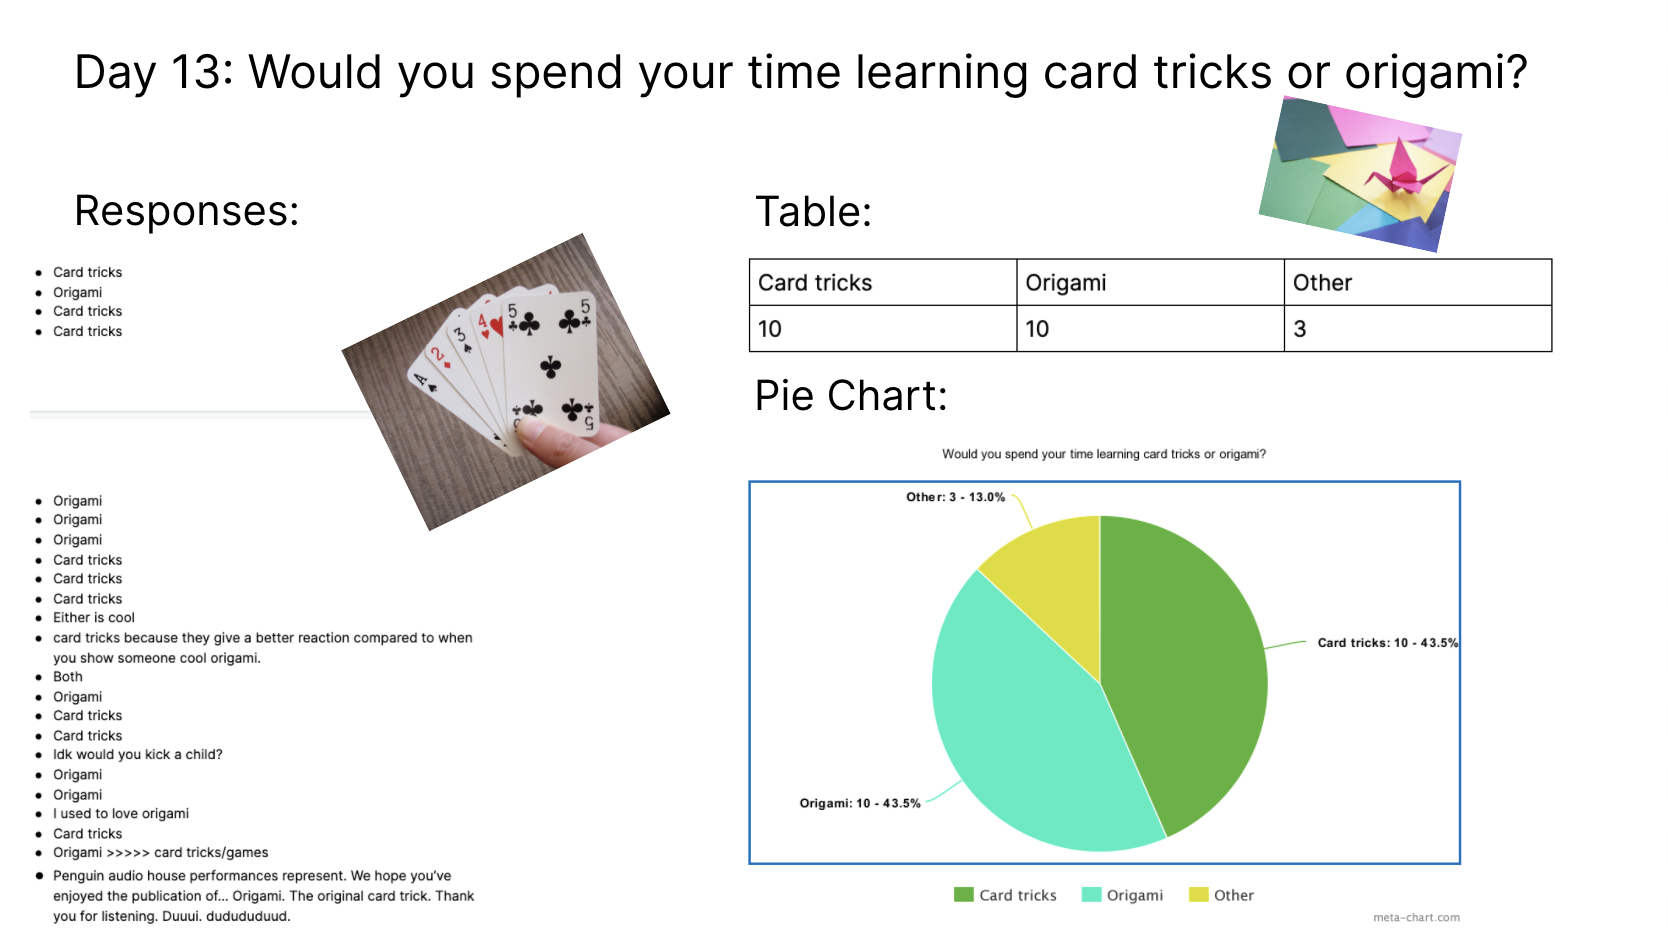 Day 13: Would you spend your time learning card tricks or origami?
Responses:
Card tricks
Origami
Card tricks
Card tricks
Origami
Origami
Origami
Card tricks
Card tricks
Card tricks
Either is cool
card tricks because they give a better reaction compared to when
you show someone cool origami.
Both
Origami
Card tricks
Card tricks
Idk would you kick a child?
Origami
Origami
I used to love origami
Card tricks
Origami >>>>> card tricks/games
Penguin audio house performances represent. We hope you've
enjoyed the publication of... Origami. The original card trick. Thank
you for listening. Duuui. dudududuud.
A
2
3
4
5
5
5
5
Table:
Card tricks Origami Other
10 10 3
Pie Chart:
Would you spend your time learning card tricks or origami?
Other: 3 - 13.0%
Card tricks: 10 - 43.5%
Origami: 10 - 43.5%
Card tricks Origami Other
meta-chart.com